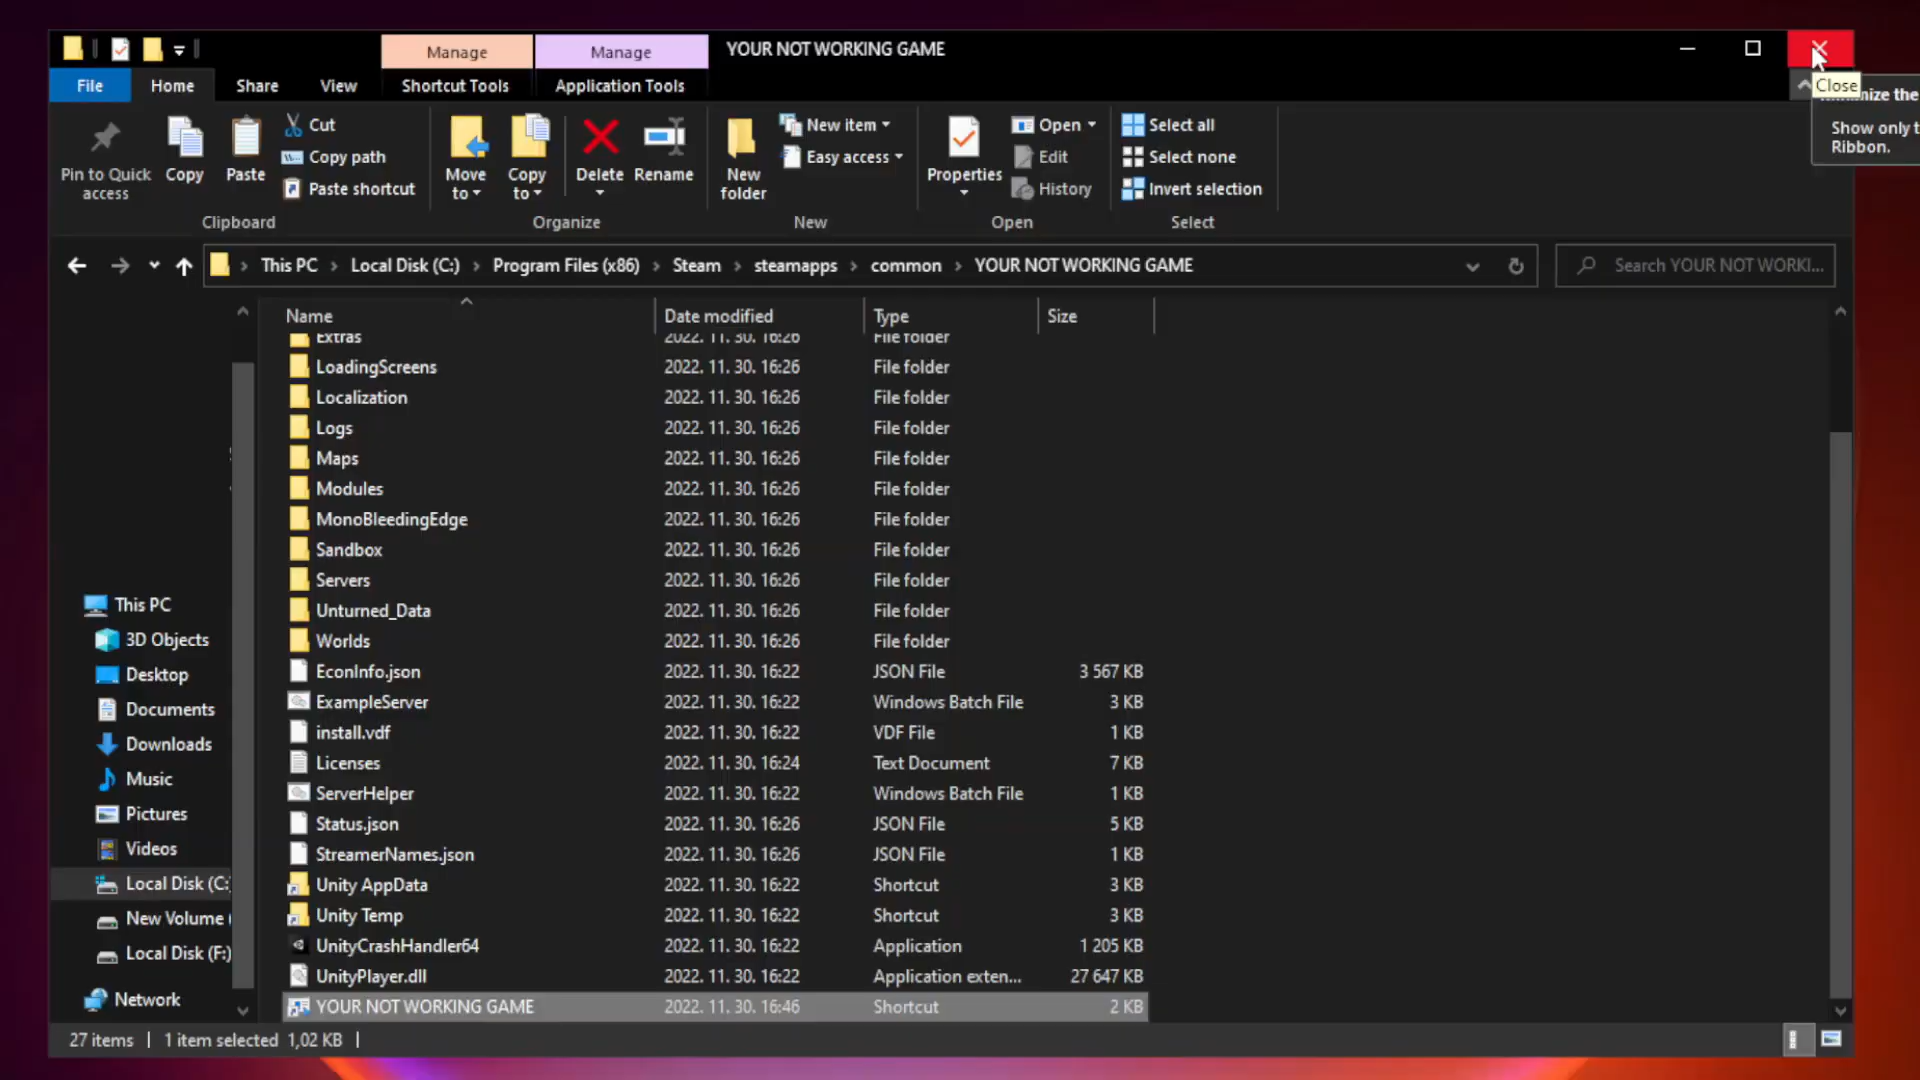 Manage
Manage
YOUR NOT WORKING GAME
File
Home
Share
View
Shortcut Tools
Application Tools
Close
Show only t
Ribbon.
Pin to Quick access
Copy
Paste
Cut
Copy path
Paste shortcut
Clipboard
Move to
Copy to
Delete
Rename
Organize
New folder
New item
Easy access
New
Properties
Open
Edit
History
Open
Select all
Select none
Invert selection
Select
This PC
Local Disk (C:)
Program Files (x86)
Steam
steamapps
common
YOUR NOT WORKING GAME
Search YOUR NOT WORKI...
Name
Date modified
Type
Size
Extras 2022. 11. 30. 16:26 File folder
LoadingScreens 2022. 11. 30. 16:26 File folder
Localization 2022. 11. 30. 16:26 File folder
Logs 2022. 11. 30. 16:26 File folder
Maps 2022. 11. 30. 16:26 File folder
Modules 2022. 11. 30. 16:26 File folder
MonoBleedingEdge 2022. 11. 30. 16:26 File folder
Sandbox 2022. 11. 30. 16:26 File folder
Servers 2022. 11. 30. 16:26 File folder
Unturned_Data 2022. 11. 30. 16:26 File folder
Worlds 2022. 11. 30. 16:26 File folder
EconInfo.json 2022. 11. 30. 16:22 JSON File 3 567 KB
ExampleServer 2022. 11. 30. 16:22 Windows Batch File 3 KB
install.vdf 2022. 11. 30. 16:22 VDF File 1 KB
Licenses 2022. 11. 30. 16:24 Text Document 7 KB
ServerHelper 2022. 11. 30. 16:22 Windows Batch File 1 KB
Status.json 2022. 11. 30. 16:26 JSON File 5 KB
StreamerNames.json 2022. 11. 30. 16:26 JSON File 1 KB
Unity AppData 2022. 11. 30. 16:22 Shortcut 3 KB
Unity Temp 2022. 11. 30. 16:22 Shortcut 3 KB
UnityCrashHandler64 2022. 11. 30. 16:22 Application 1 205 KB
UnityPlayer.dll 2022. 11. 30. 16:22 Application exten... 27 647 KB
YOUR NOT WORKING GAME 2022. 11. 30. 16:46 Shortcut 2 KB
This PC
3D Objects
Desktop
Documents
Downloads
Music
Pictures
Videos
Local Disk (C:
New Volume (
Local Disk (F:)
Network
27 items
1 item selected 1,02 KB